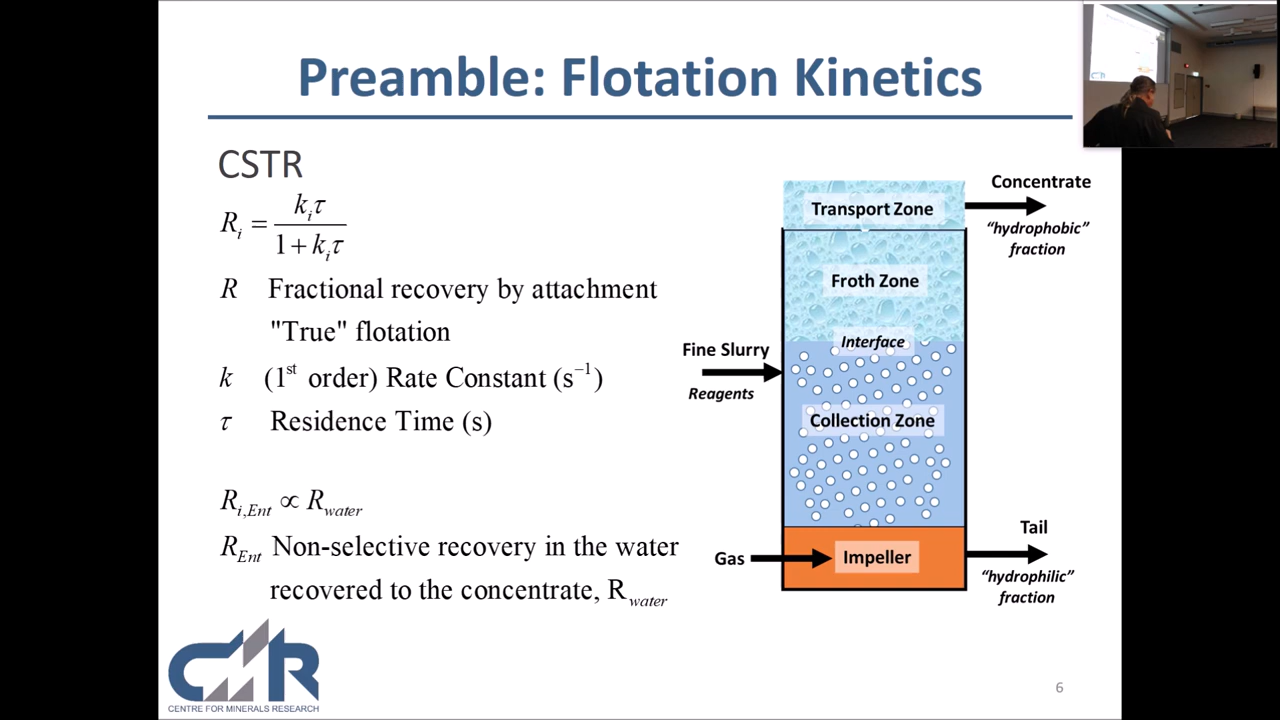 Preamble: Flotation Kinetics
CSTR
R_i = k_i τ / (1 + k_i τ)
R Fractional recovery by attachment
"True" flotation
k (1st order) Rate Constant (s⁻¹)
τ Residence Time (s)
R_i,Ent ∝ R_water
R_Ent Non-selective recovery in the water
recovered to the concentrate, R_water
Concentrate
“hydrophobic”
fraction
Transport Zone
Froth Zone
Interface
Fine Slurry
Reagents
Collection Zone
Gas
Impeller
Tail
“hydrophilic”
fraction
CMR
CENTRE FOR MINERALS RESEARCH
6